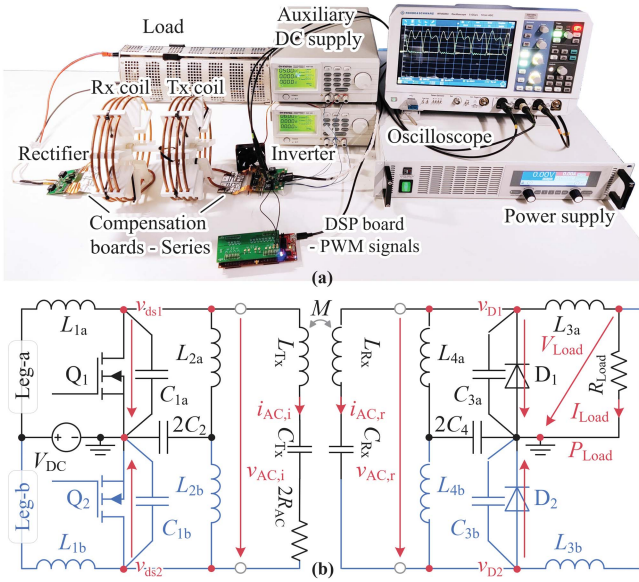 Load
Auxiliary
DC supply
Rx coil
Tx coil
Rectifier
Inverter
Oscilloscope
Compensation
boards - Series
DSP board
- PWM signals
Power supply
(a)
L1a
vds1
M
vD1
L3a
Leg-a
Q1
C1a
L2a
LTx
LRx
L4a
C3a
D1
VLoad
RLoad
iAC,i
iAC,r
ILoad
VDC
2C2
CTx
CRx
2C4
PLoad
Leg-b
Q2
C1b
L2b
vAC,i
2RAC
vAC,r
L4b
C3b
D2
L1b
vds2
(b)
vD2
L3b